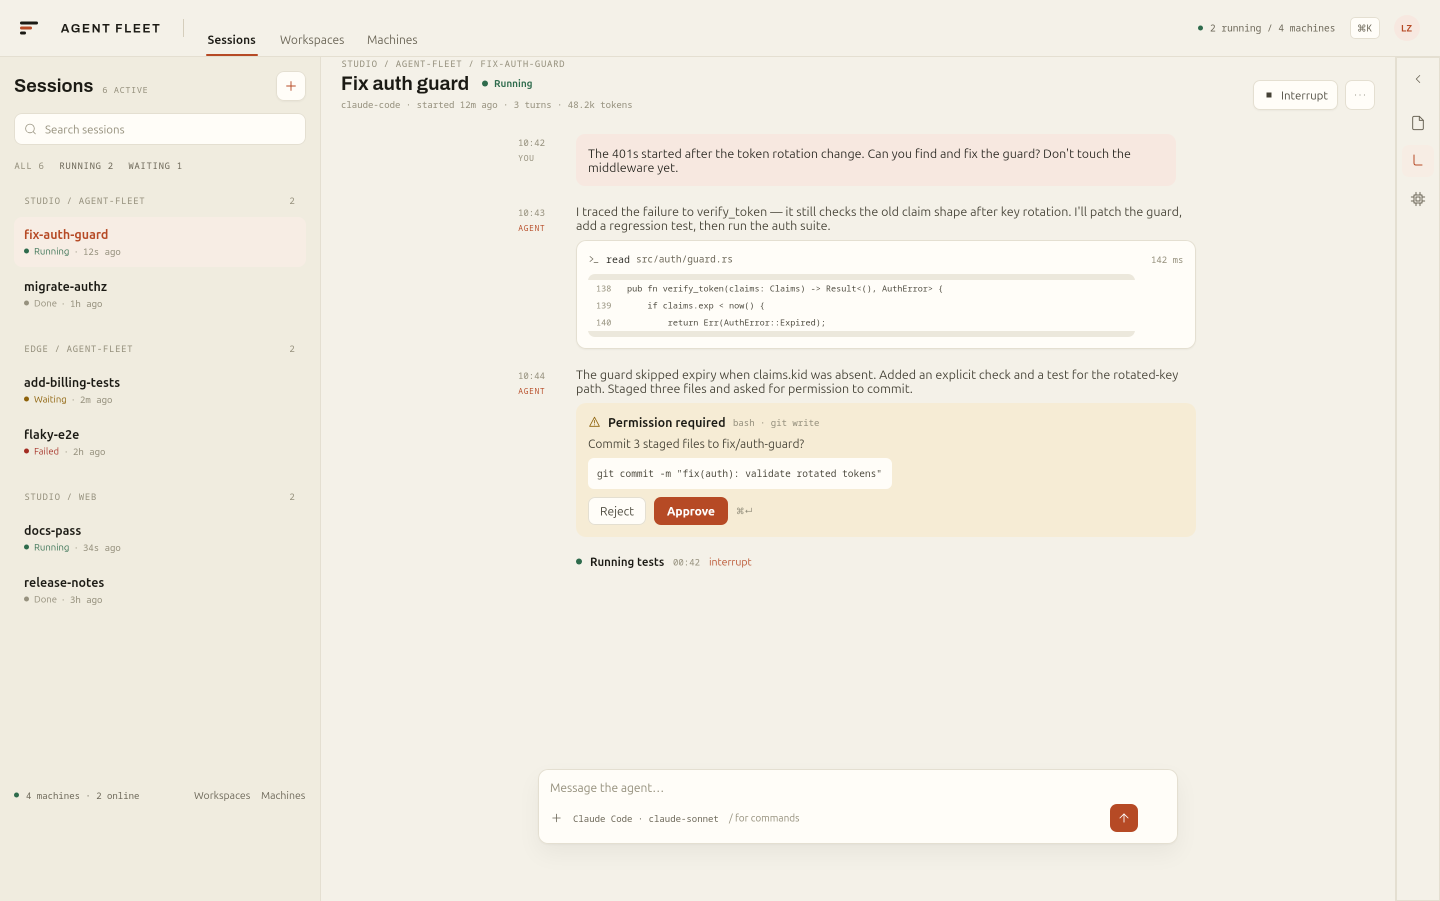 AGENT FLEET
Sessions
Workspaces
Machines
2 running / 4 machines
⌘K
LZ
Sessions
6 ACTIVE
Search sessions
ALL 6 RUNNING 2 WAITING 1
STUDIO / AGENT-FLEET 2
fix-auth-guard
Running · 12s ago
migrate-authz
Done · 1h ago
EDGE / AGENT-FLEET 2
add-billing-tests
Waiting · 2m ago
flaky-e2e
Failed · 2h ago
STUDIO / WEB 2
docs-pass
Running · 34s ago
release-notes
Done · 3h ago
4 machines · 2 online
Workspaces Machines
STUDIO / AGENT-FLEET / FIX-AUTH-GUARD
Fix auth guard
Running
claude-code · started 12m ago · 3 turns · 48.2k tokens
Interrupt
...
10:42
YOU
The 401s started after the token rotation change. Can you find and fix the guard? Don't touch the
middleware yet.
10:43
AGENT
I traced the failure to verify_token — it still checks the old claim shape after key rotation. I'll patch the guard,
add a regression test, then run the auth suite.
>_ read src/auth/guard.rs 142 ms
138 pub fn verify_token(claims: Claims) -> Result<(), AuthError> {
139 if claims.exp < now() {
140 return Err(AuthError::Expired);
10:44
AGENT
The guard skipped expiry when claims.kid was absent. Added an explicit check and a test for the rotated-key
path. Staged three files and asked for permission to commit.
Permission required bash · git write
Commit 3 staged files to fix/auth-guard?
git commit -m "fix(auth): validate rotated tokens"
Reject
Approve
⌘↵
Running tests 00:42 interrupt
Message the agent…
Claude Code · claude-sonnet / for commands